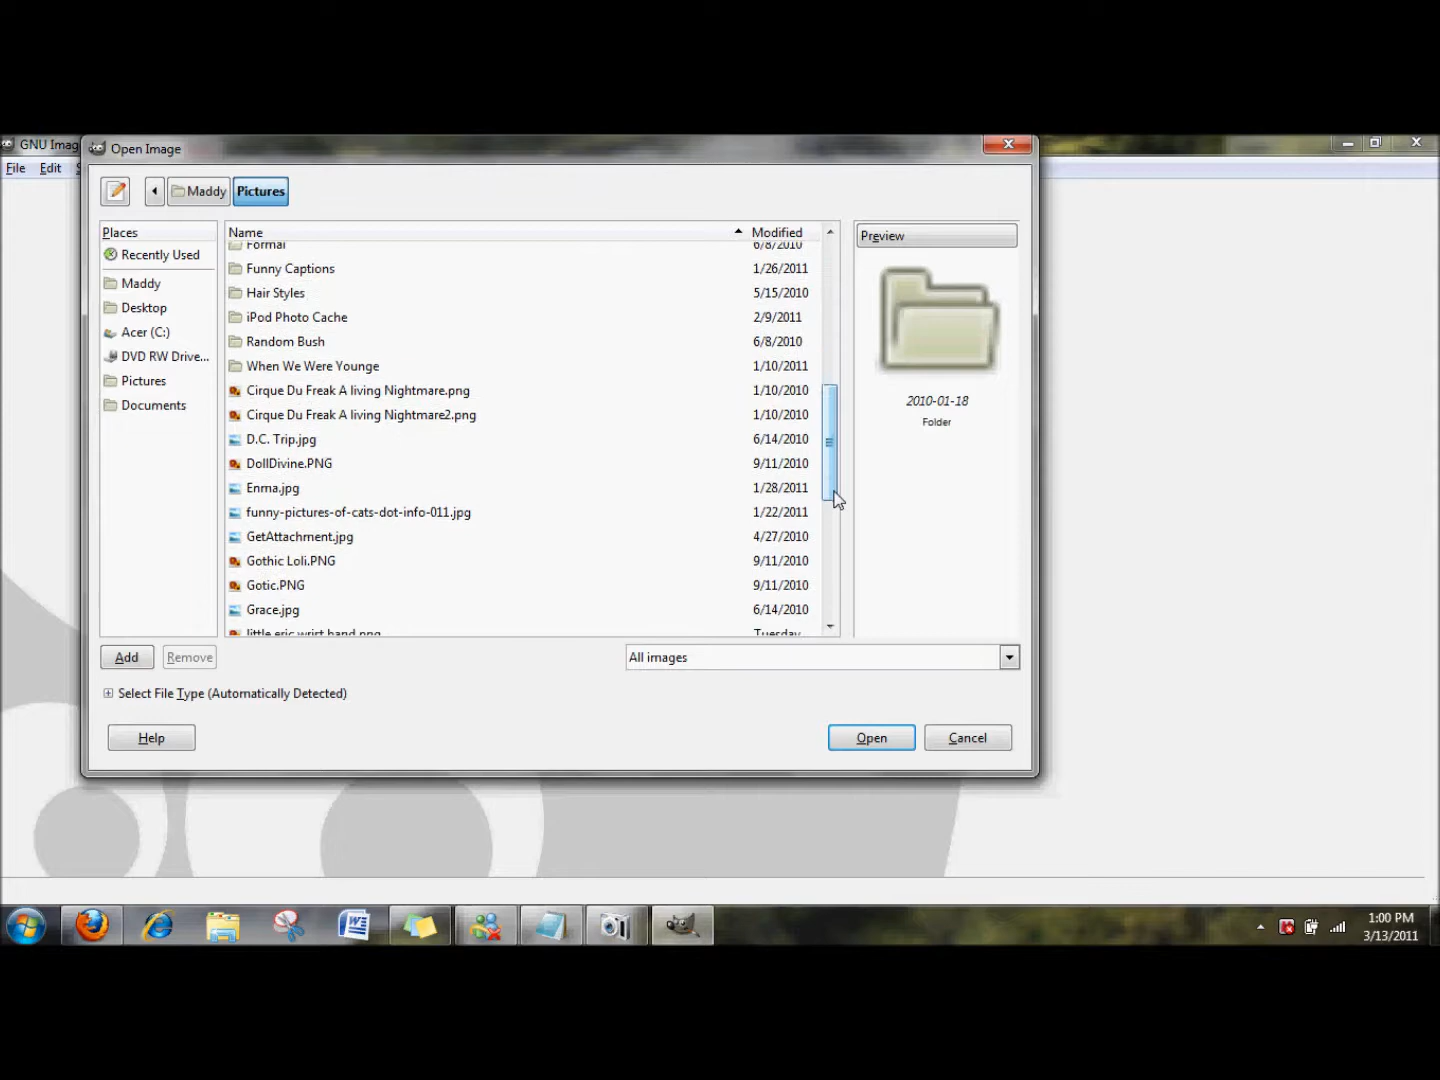 GNU Imag
Open Image
File Edit
Maddy Pictures
Places
Recently Used
Maddy
Desktop
Acer (C:)
DVD RW Drive...
Pictures
Documents
Name Modified
Formal 6/8/2010
Funny Captions 1/26/2011
Hair Styles 5/15/2010
iPod Photo Cache 2/9/2011
Random Bush 6/8/2010
When We Were Younge 1/10/2011
Cirque Du Freak A living Nightmare.png 1/10/2010
Cirque Du Freak A living Nightmare2.png 1/10/2010
D.C. Trip.jpg 6/14/2010
DollDivine.PNG 9/11/2010
Enma.jpg 1/28/2011
funny-pictures-of-cats-dot-info-011.jpg 1/22/2011
GetAttachment.jpg 4/27/2010
Gothic Loli.PNG 9/11/2010
Gotic.PNG 9/11/2010
Grace.jpg 6/14/2010
little eric wrist band.png Tuesday
Preview
2010-01-18
Folder
Add Remove
All images
Select File Type (Automatically Detected)
Help Open Cancel
1:00 PM
3/13/2011